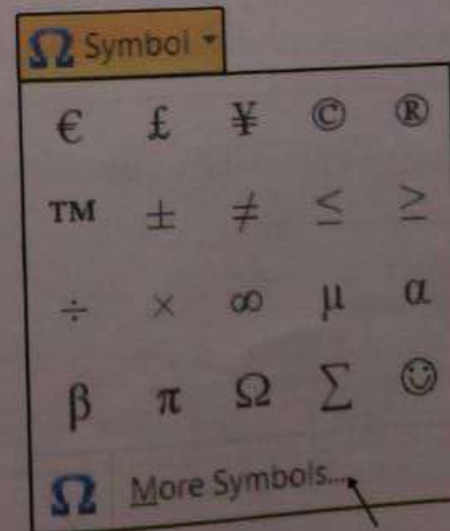 Ω Symbol
€ £ ¥ © ®
TM ± ≠ ≤ ≥
÷ × ∞ µ α
β π Ω ∑ ☺
Ω More Symbols...